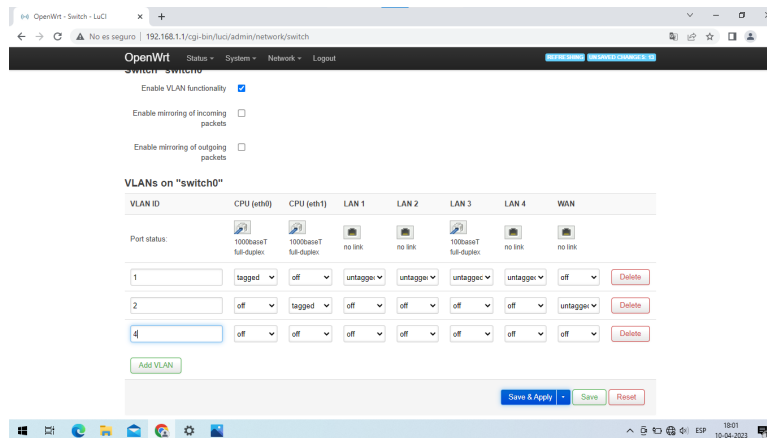 OpenWrt - Switch - LuCI
No es seguro | 192.168.1.1/cgi-bin/luci/admin/network/switch
OpenWrt Status System Network Logout REFRESHING UNSAVED CHANGES: 13
Switch "switch0"
Enable VLAN functionality
Enable mirroring of incoming
packets
Enable mirroring of outgoing
packets
VLANs on "switch0"
VLAN ID CPU (eth0) CPU (eth1) LAN 1 LAN 2 LAN 3 LAN 4 WAN
Port status:
1000baseT 1000baseT no link no link 100baseT no link no link
full-duplex full-duplex full-duplex
1 tagged off untagged untagged untagged untagged off Delete
2 off tagged off off off off untagged Delete
4 off off off off off off off Delete
Add VLAN
Save & Apply Save Reset
ESP 18:01
10-04-2023